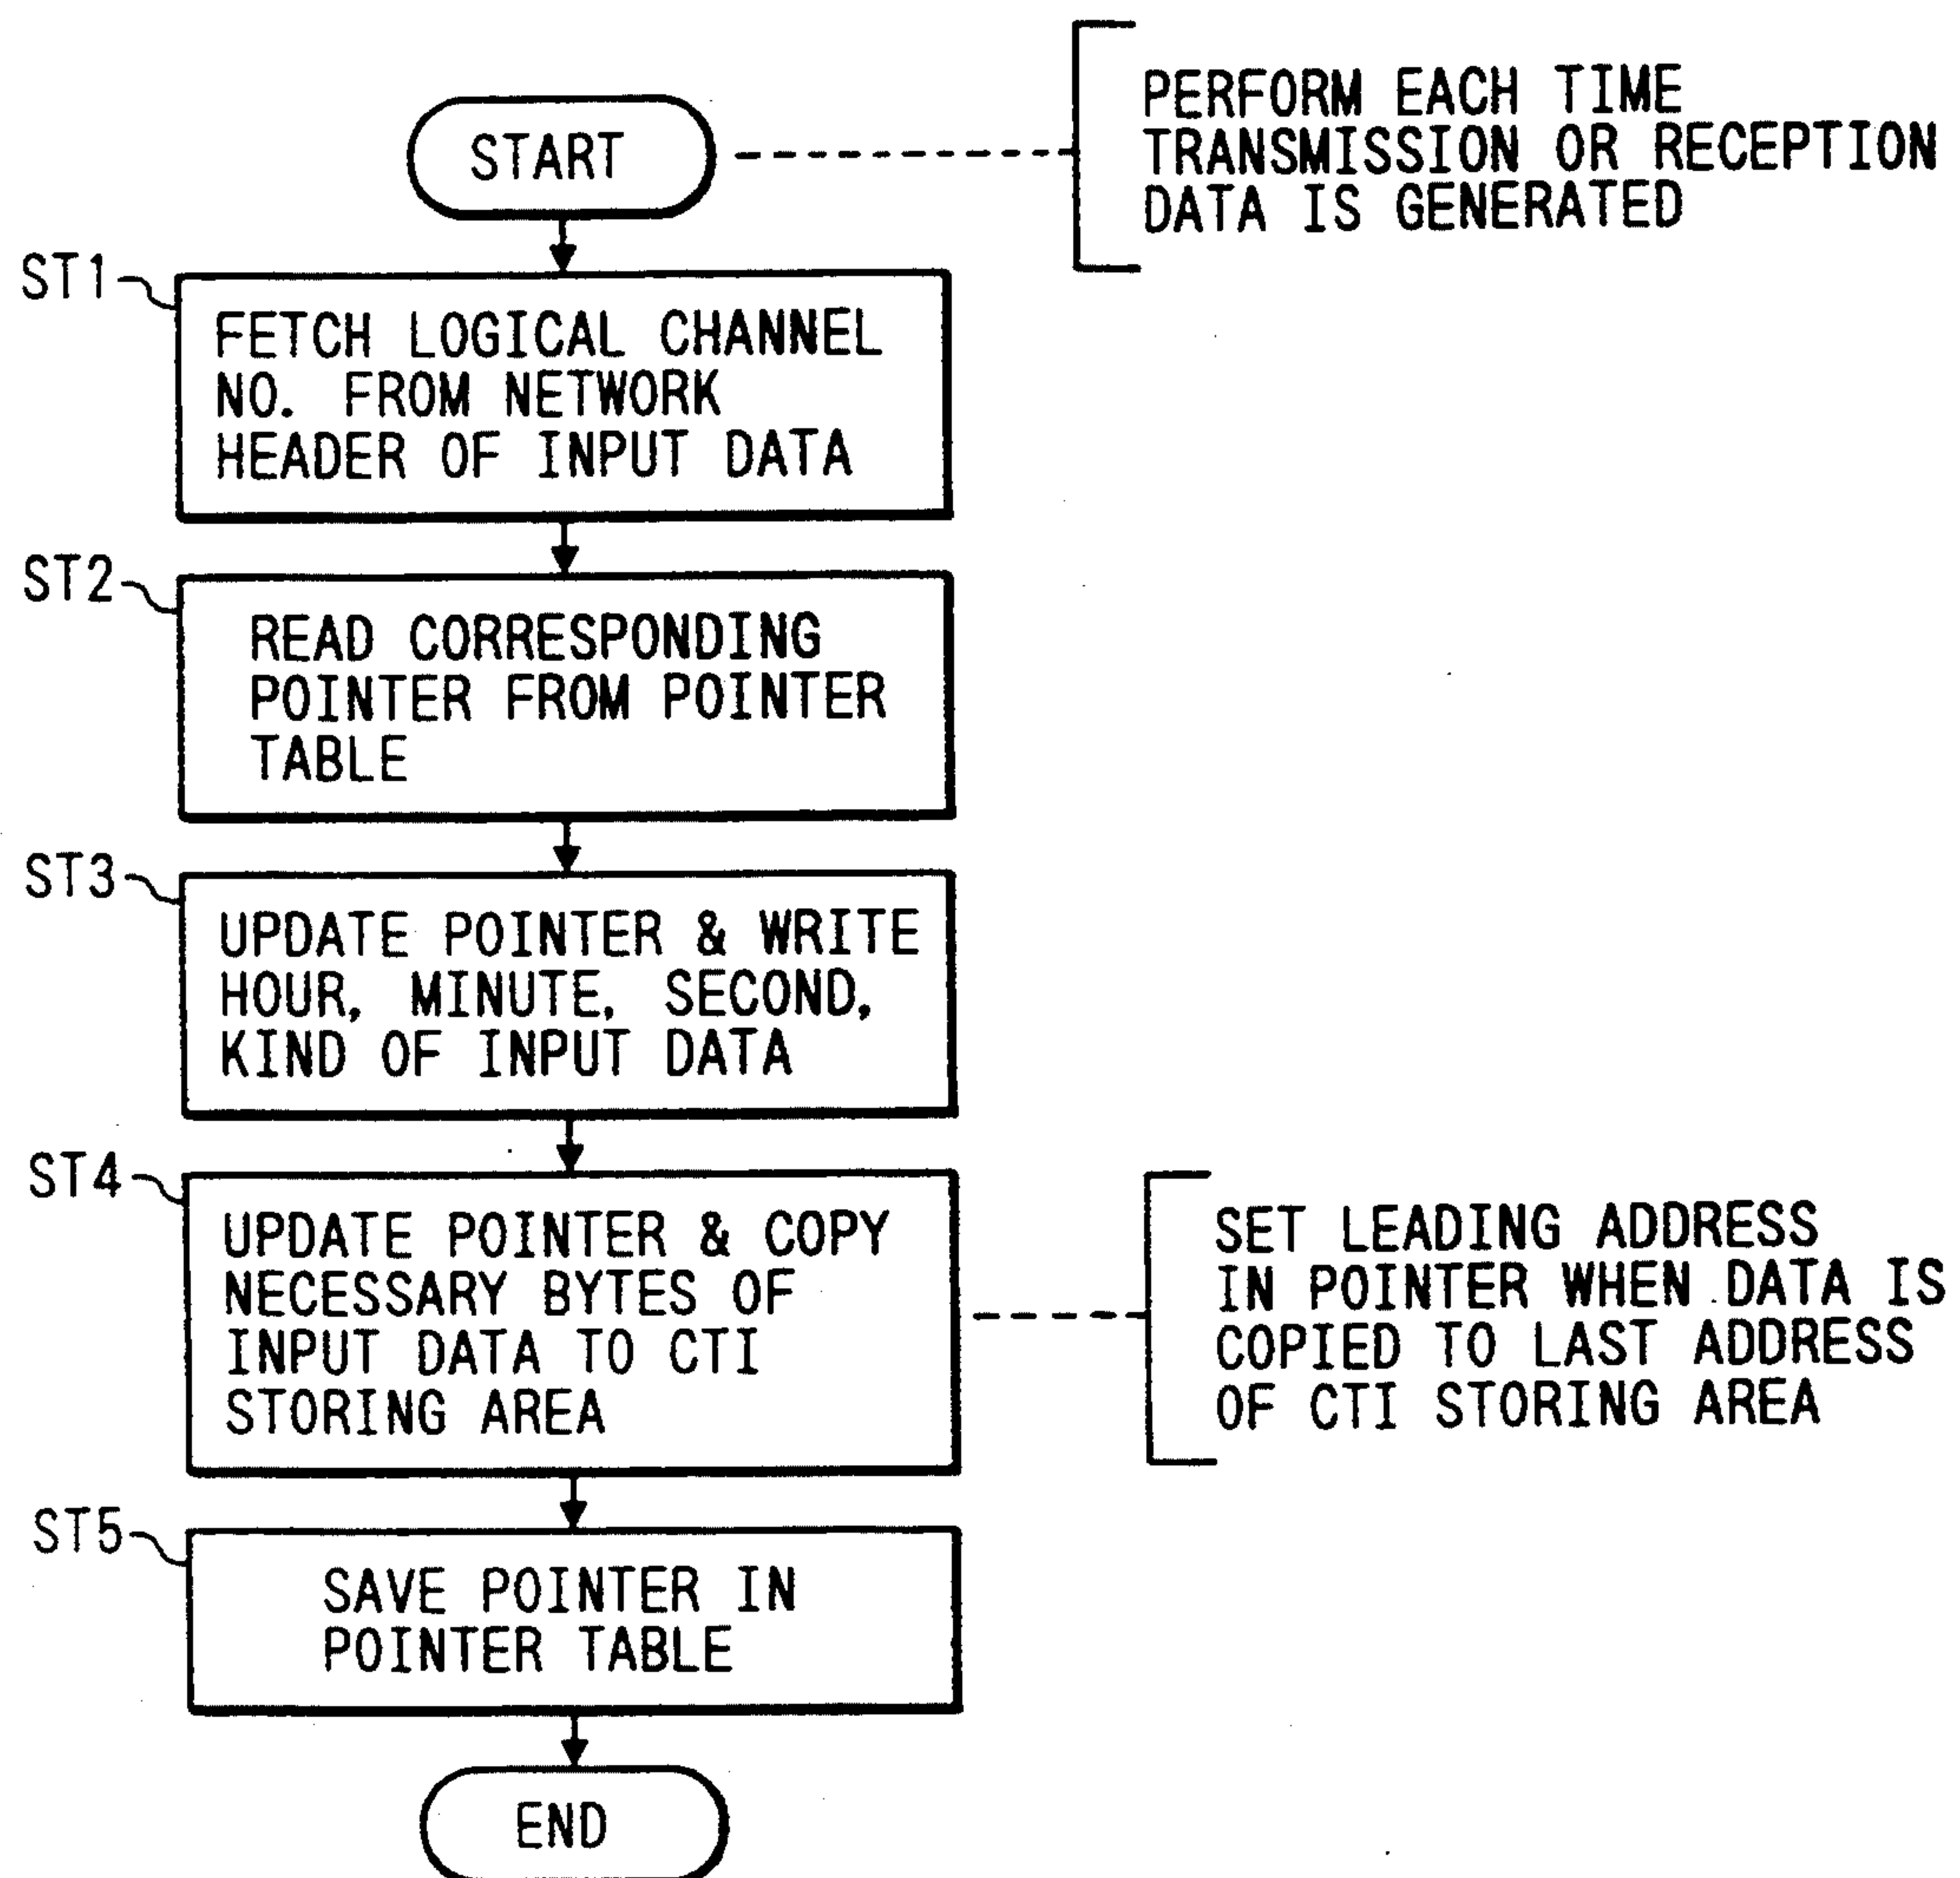 START
PERFORM EACH TIME
TRANSMISSION OR RECEPTION
DATA IS GENERATED
ST1
FETCH LOGICAL CHANNEL
NO. FROM NETWORK
HEADER OF INPUT DATA
ST2
READ CORRESPONDING
POINTER FROM POINTER
TABLE
ST3
UPDATE POINTER & WRITE
HOUR, MINUTE, SECOND,
KIND OF INPUT DATA
ST4
UPDATE POINTER & COPY
NECESSARY BYTES OF
INPUT DATA TO CTI
STORING AREA
SET LEADING ADDRESS
IN POINTER WHEN DATA IS
COPIED TO LAST ADDRESS
OF CTI STORING AREA
ST5
SAVE POINTER IN
POINTER TABLE
END